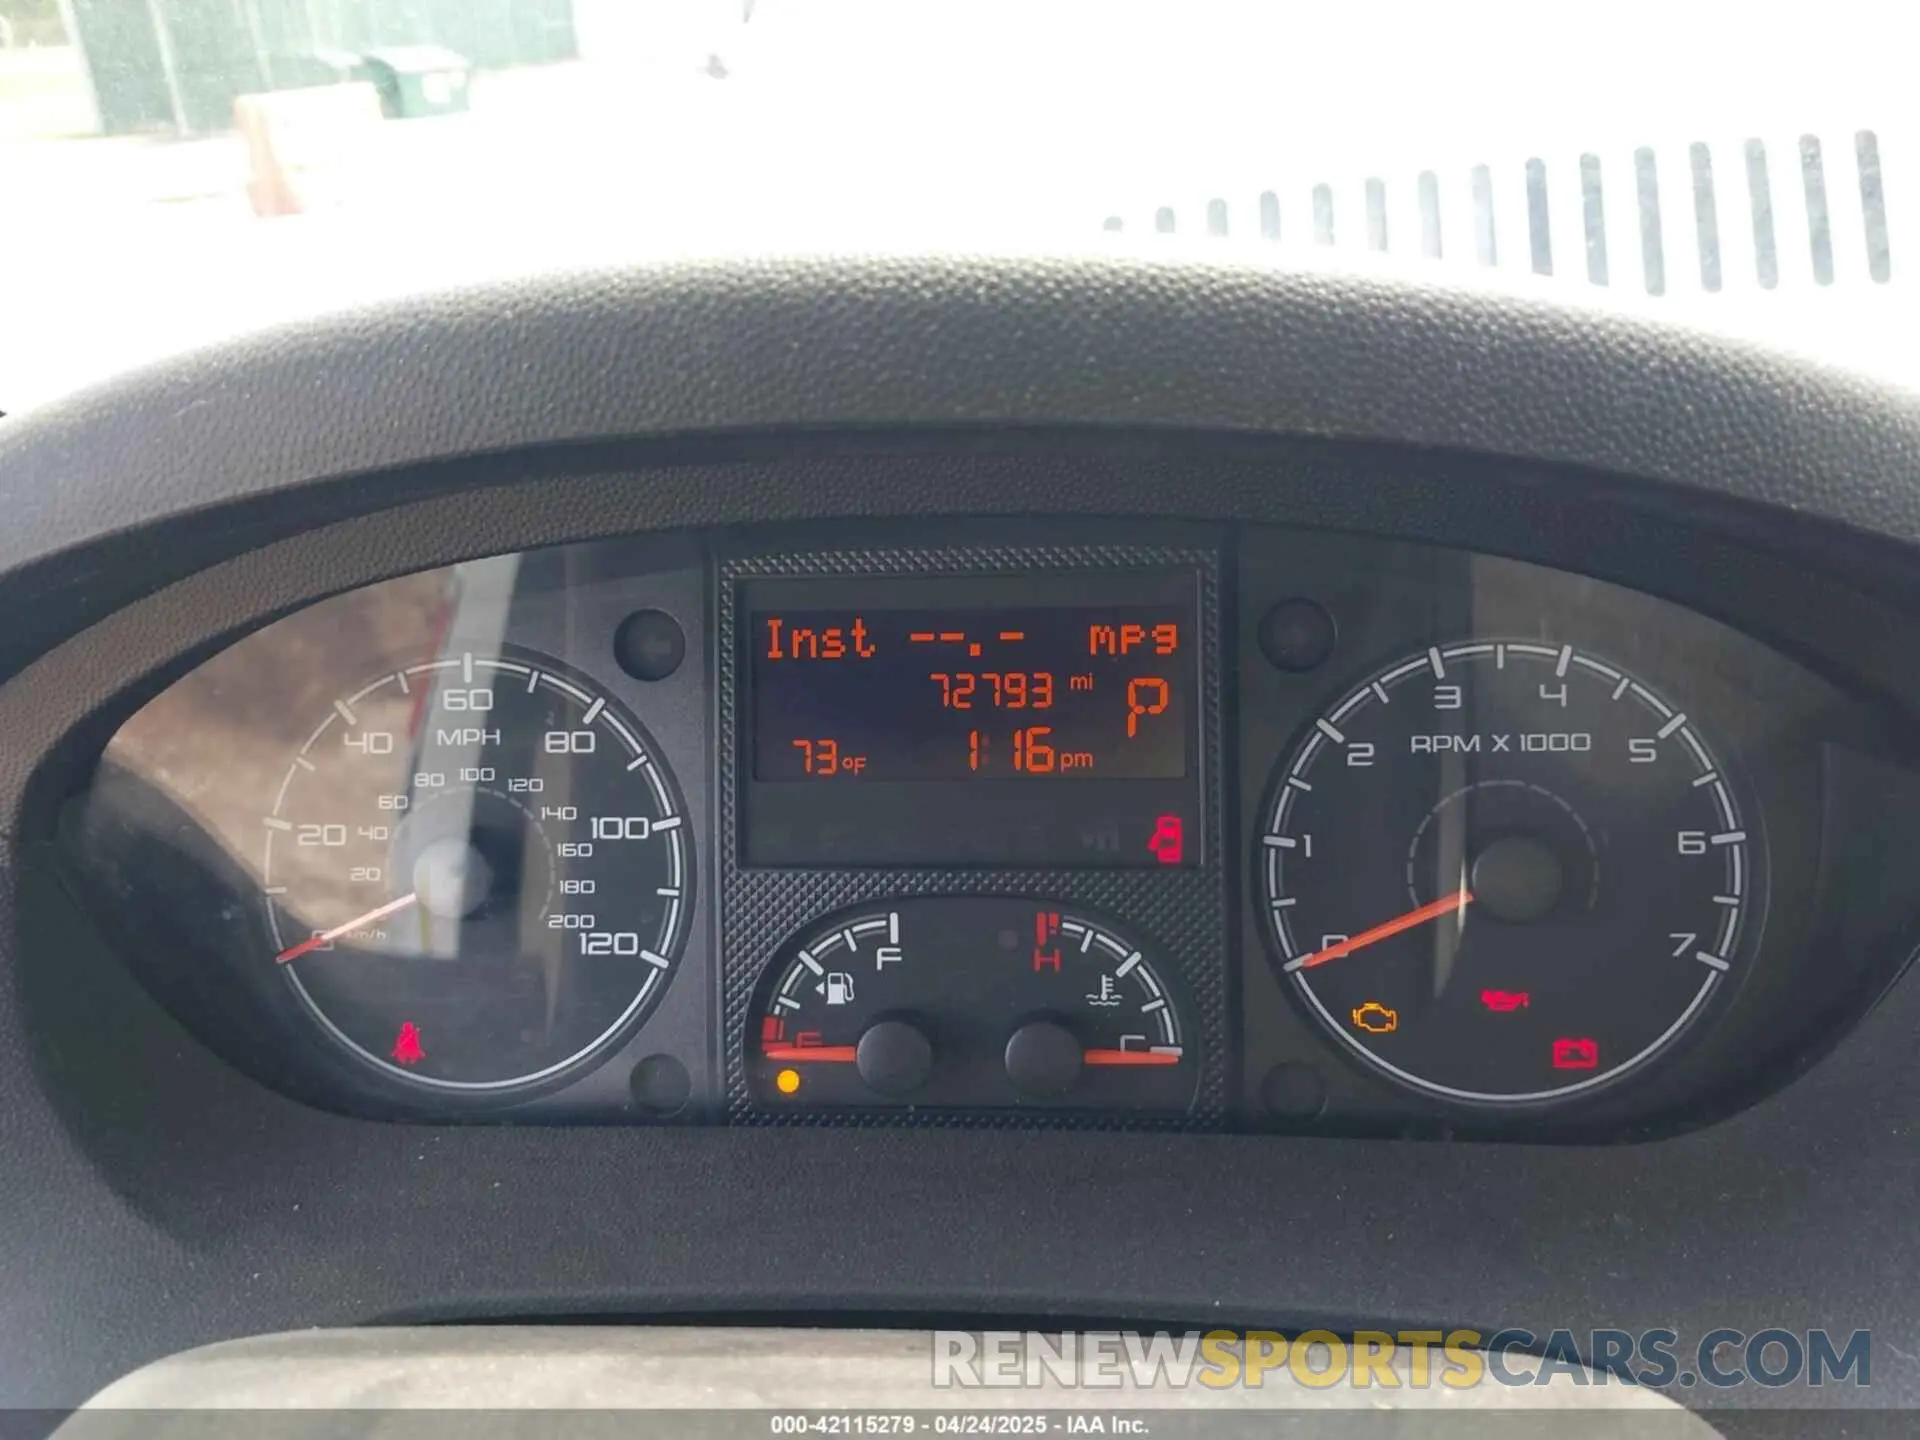 Inst --.- mpg
72793 mi
P
73°F 1:16 pm
20 40 60 80 100 120
MPH
20 40 60 80 100 120 140 160 180 200
km/h
0 1 2 3 4 5 6 7
RPM X 1000
F H
E C
RENEWSPORTSCARS.COM
000-42115279 - 04/24/2025 - IAA Inc.